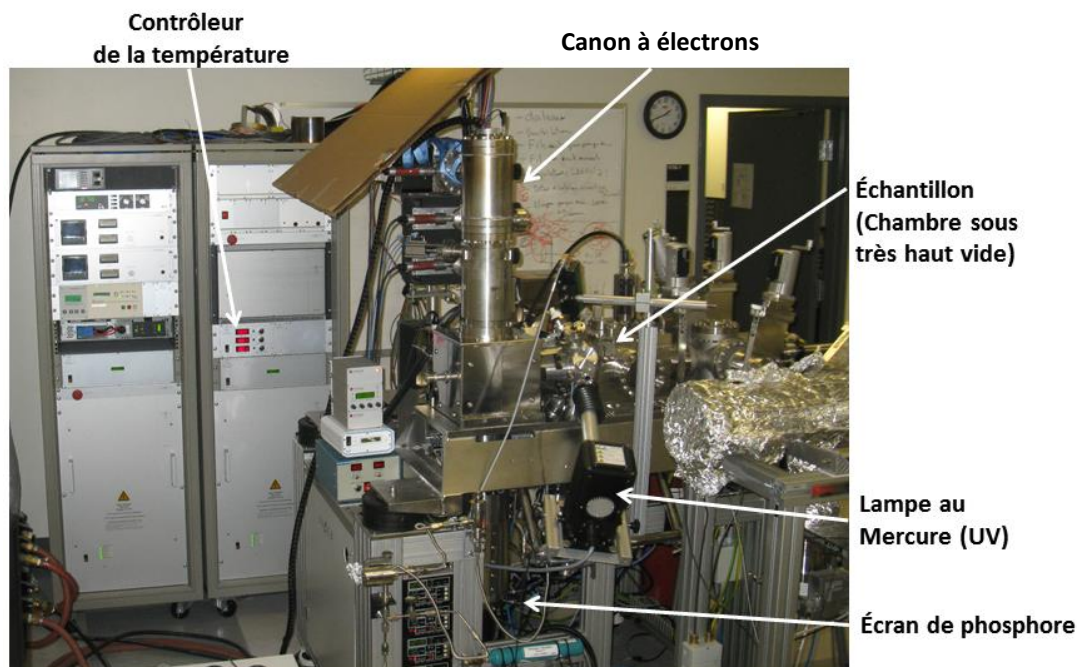 Contrôleur
de la température
Canon à électrons
Échantillon
(Chambre sous
très haut vide)
Lampe au
Mercure (UV)
Écran de phosphore